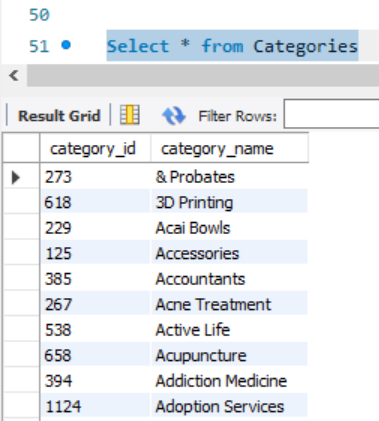 50
51 Select * from Categories
Result Grid Filter Rows:
category_id category_name
273 & Probates
618 3D Printing
229 Acai Bowls
125 Accessories
385 Accountants
267 Acne Treatment
538 Active Life
658 Acupuncture
394 Addiction Medicine
1124 Adoption Services